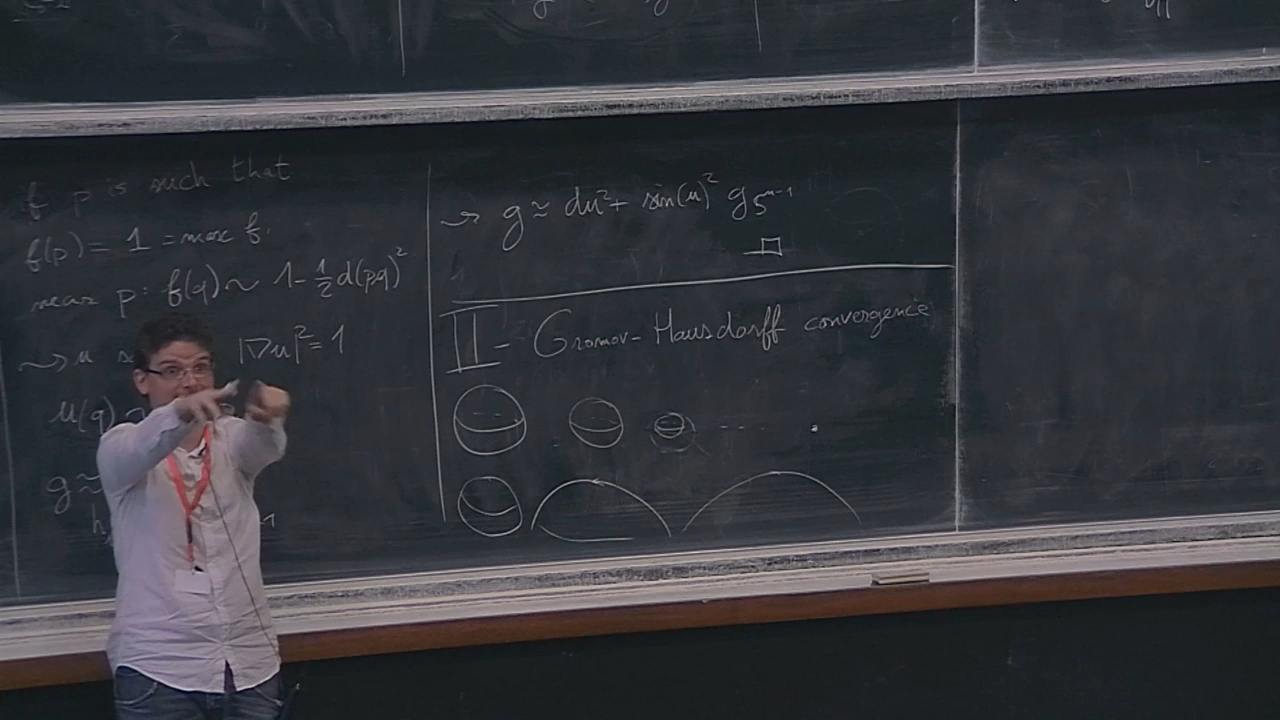 f p is such that
f(p) = 1 = max f.
near p: f(q) ~ 1 - 1/2 d(p,q)²
⤳ u |∇u|² = 1
u(q) ~
g ≈
⤳ g ≈ du² + sin(u)² g_{S^{n-1}}
□
II - Gromov-Hausdorff convergence